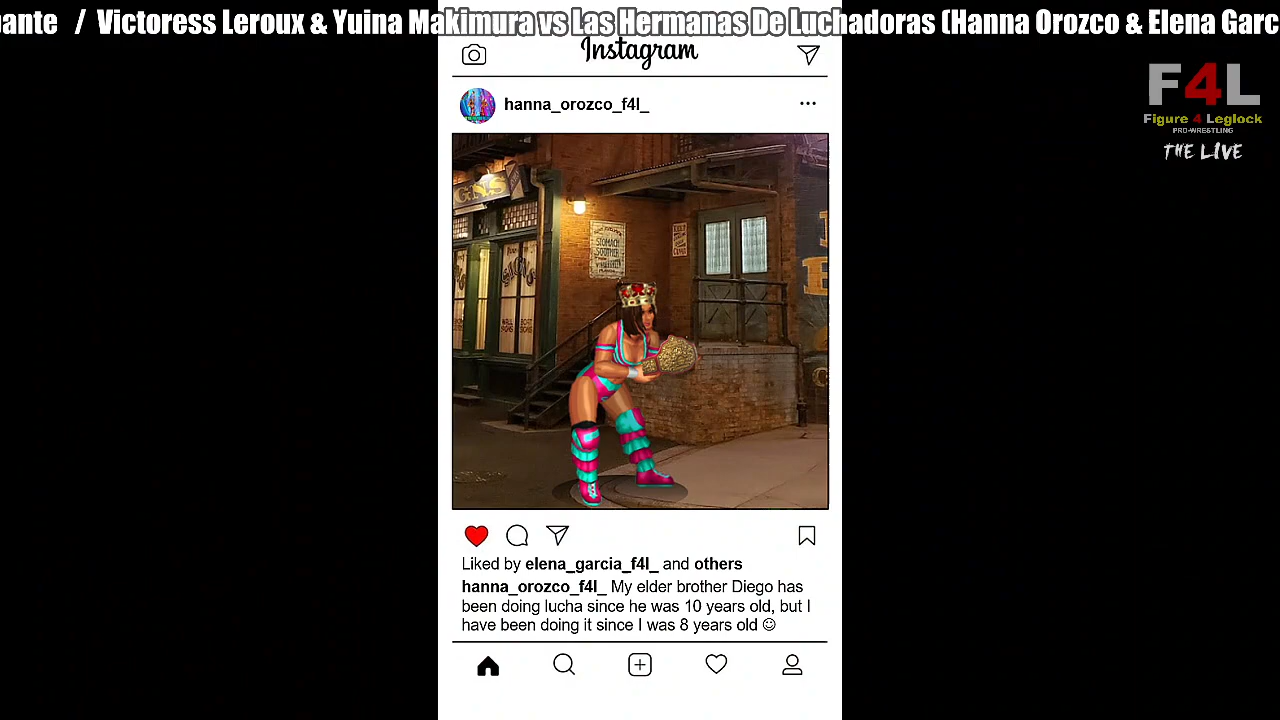 ante / Victoress Leroux & Yuina Makimura vs Las Hermanas De Luchadoras (Hanna Orozco & Elena Garc
Instagram
F4L
Figure 4 Leglock
PRO-WRESTLING
THE LIVE
hanna_orozco_f4l_
GNS
STOMACH
Liked by elena_garcia_f4l_ and others
hanna_orozco_f4l_ My elder brother Diego has
been doing lucha since he was 10 years old, but I
have been doing it since I was 8 years old ☺